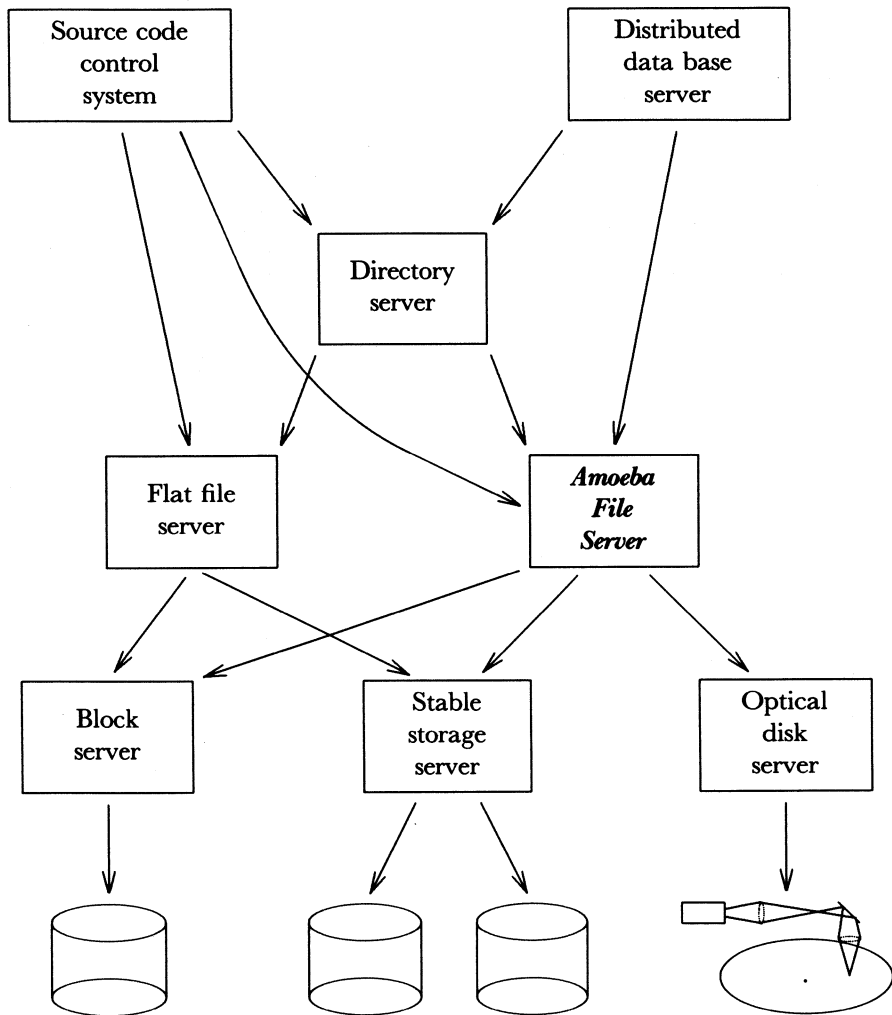 Source code
control
system
Distributed
data base
server
Directory
server
Flat file
server
Amoeba
File
Server
Block
server
Stable
storage
server
Optical
disk
server